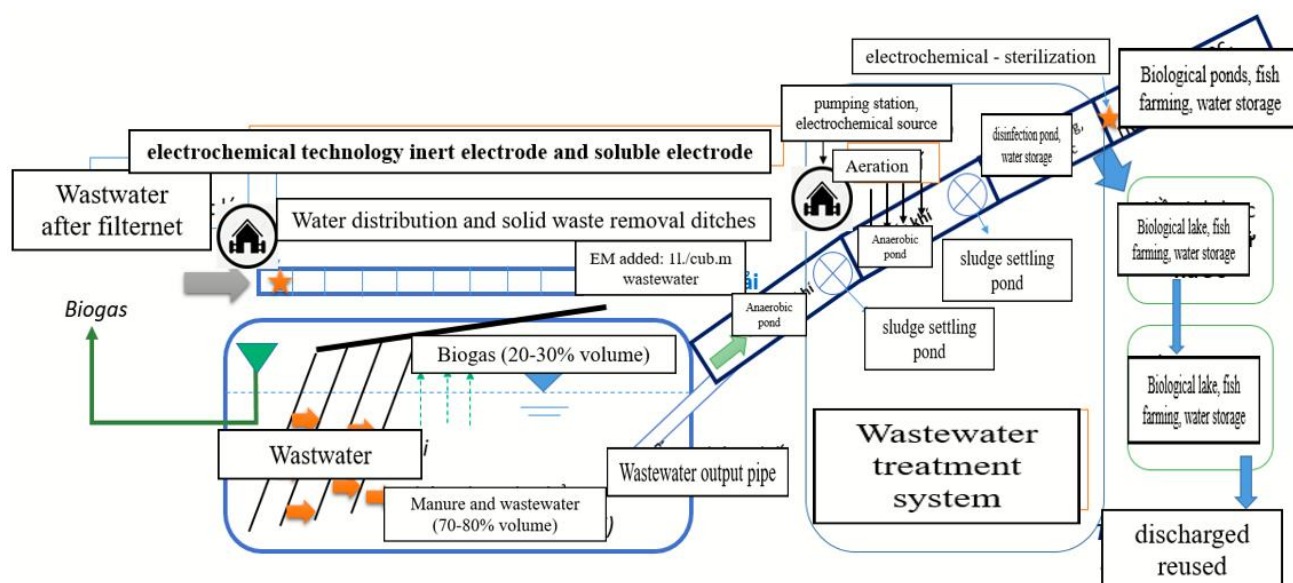 electrochemical - sterilization
Biological ponds, fish
farming, water storage
pumping station,
electrochemical source
disinfection pond,
water storage
electrochemical technology inert electrode and soluble electrode
Aeration
Wastwater
after filternet
Water distribution and solid waste removal ditches
EM added: 1l./cub.m
wastewater
Anaerobic
pond
khí
sludge settling
pond
Biological lake, fish
farming, water storage
Biogas
Anaerobic
pond
khí
sludge settling
pond
Biogas (20-30% volume)
Biological lake, fish
farming, water storage
Wastwater
Wastewater output pipe
Manure and wastewater
(70-80% volume)
Wastewater
treatment
system
discharged
reused